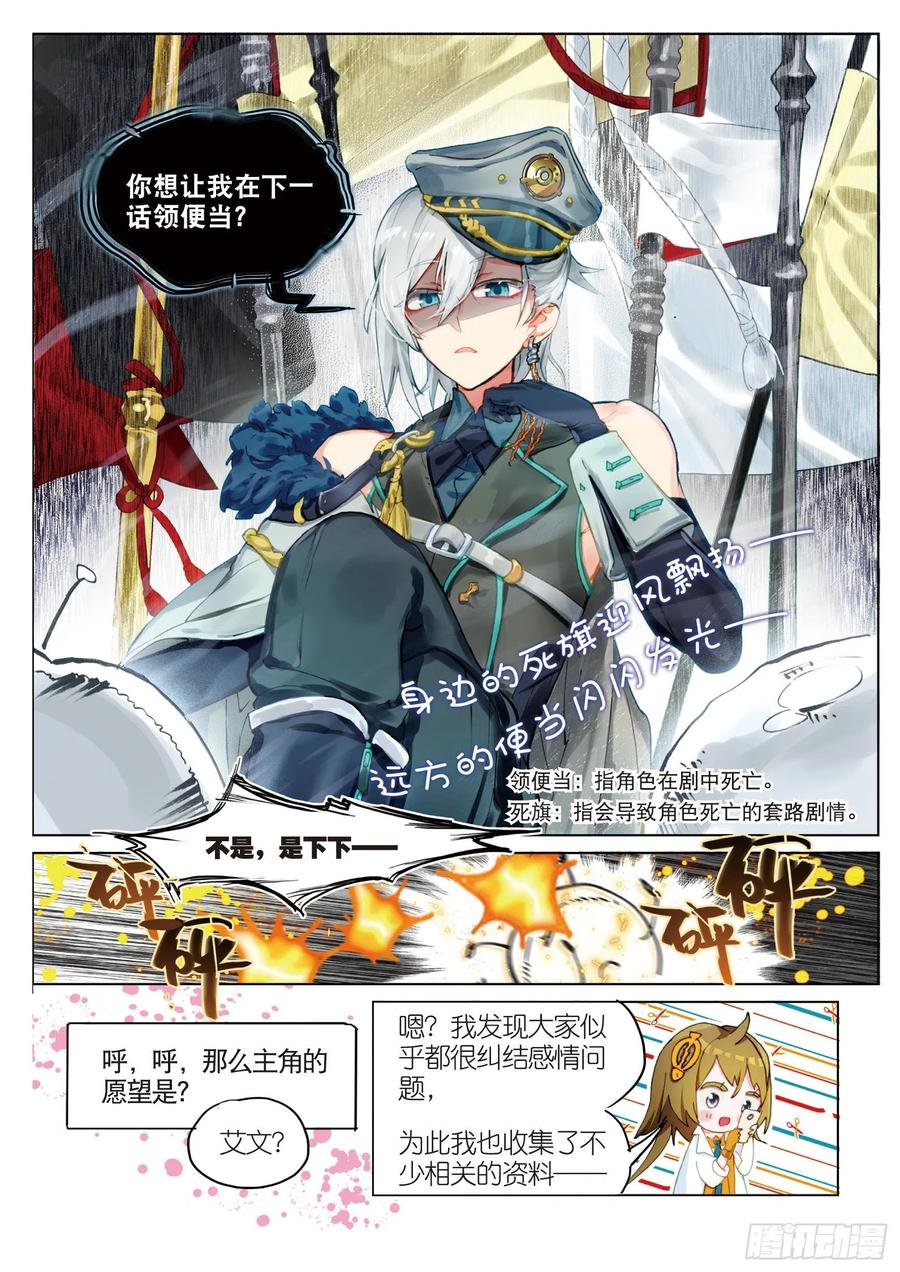 你想让我在下一
话领便当？
身边的死旗迎风飘扬——
远方的便当闪闪发光——
领便当：指角色在剧中死亡。
死旗：指会导致角色死亡的套路剧情。
不是，是下下——
砰
砰
砰
砰
呼，呼，那么主角的
愿望是？
艾文？
嗯？我发现大家似
乎都很纠结感情问
题，
为此我也收集了不
少相关的资料——
腾讯动漫